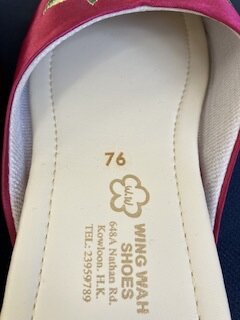 76
W.W.
WING WAH
SHOES
648A Nathan Rd.
Kowloon. H.K.
TEL: 23959789